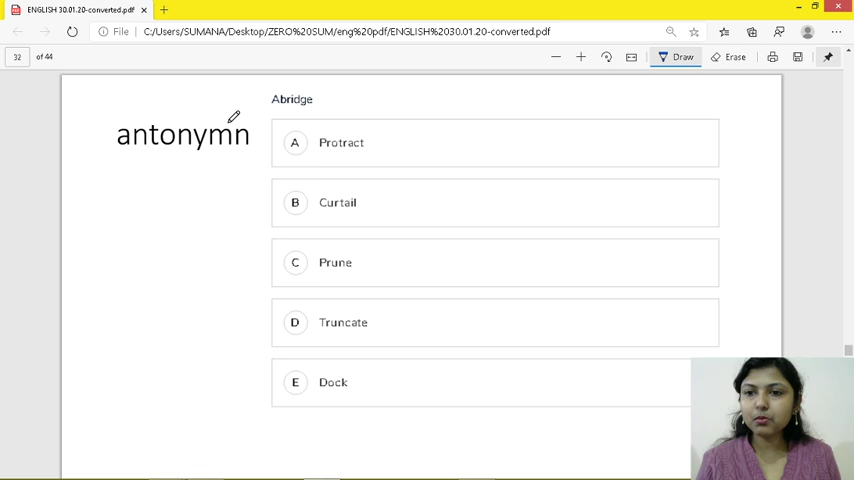 ENGLISH 30.01.20-converted.pdf
File C:/Users/SUMANA/Desktop/ZERO%20SUM/eng%20pdf/ENGLISH%2030.01.20-converted.pdf
32 of 44 Draw Erase
Abridge
antonymn
A Protract
B Curtail
C Prune
D Truncate
E Dock